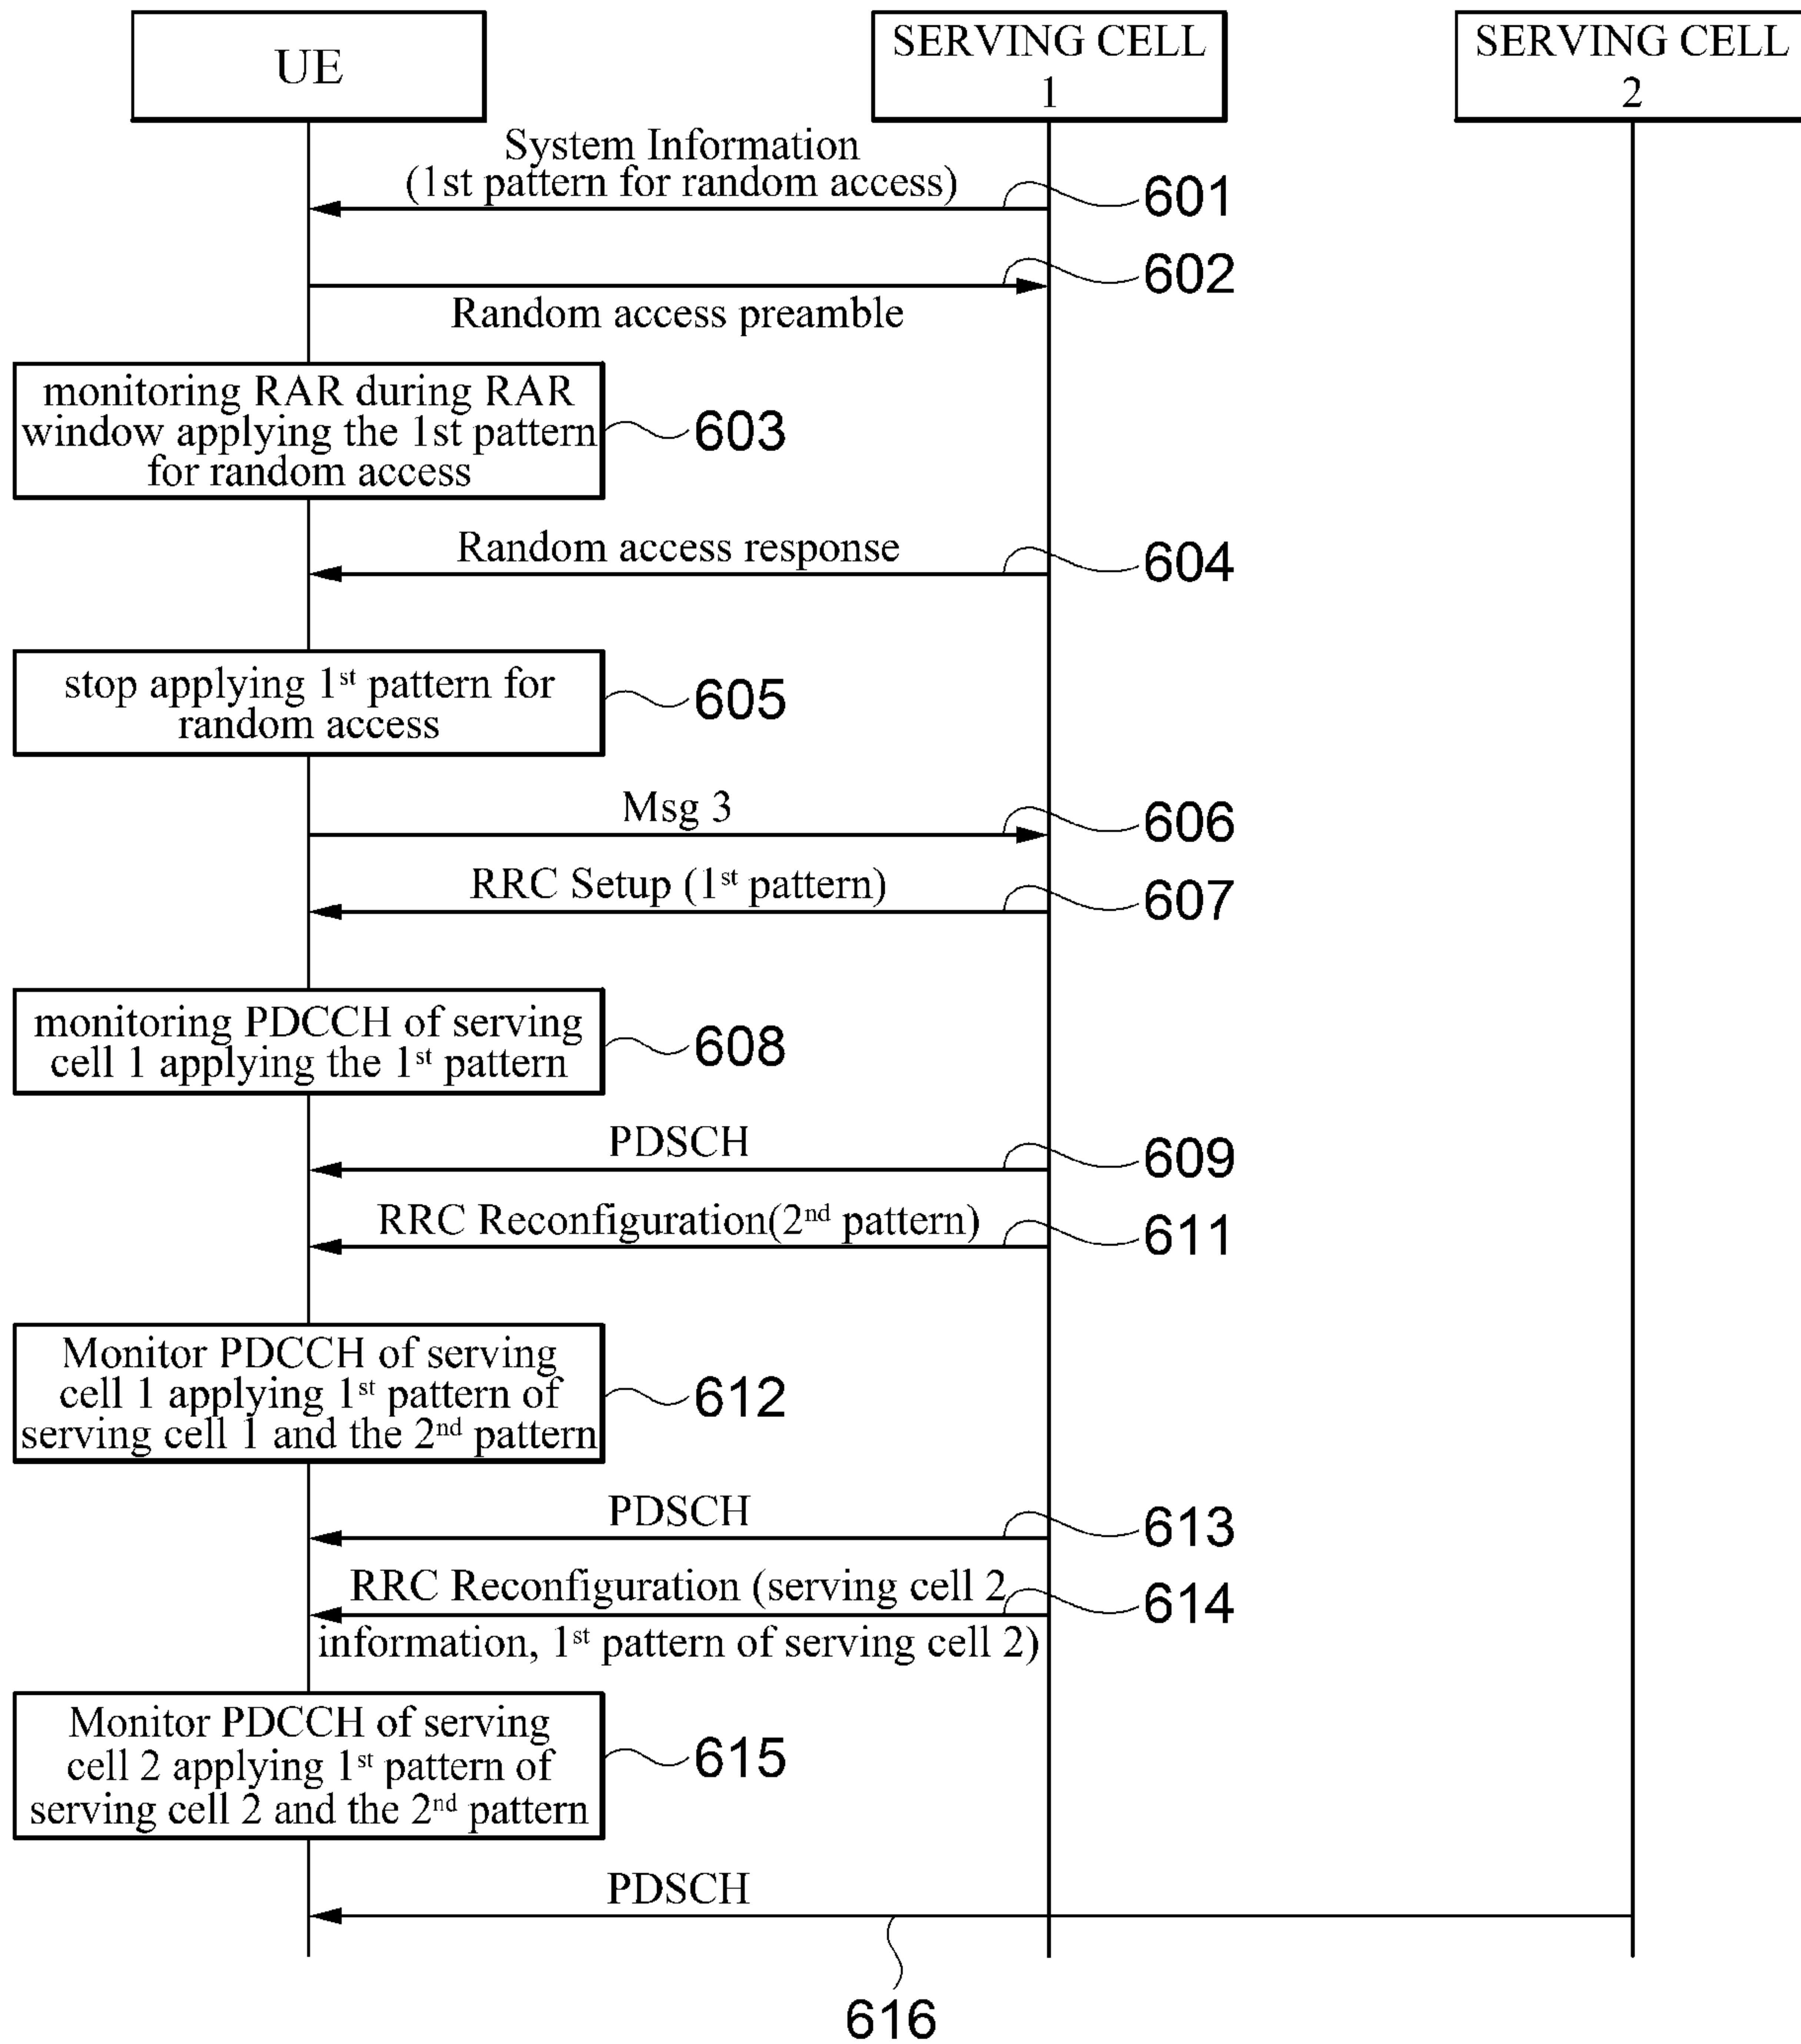 UE
SERVING CELL
1
SERVING CELL
2
System Information
(1st pattern for random access)
601
602
Random access preamble
monitoring RAR during RAR
window applying the 1st pattern
for random access
603
Random access response
604
stop applying 1st pattern for
random access
605
Msg 3
606
RRC Setup (1st pattern)
607
monitoring PDCCH of serving
cell 1 applying the 1st pattern
608
PDSCH
609
RRC Reconfiguration(2nd pattern)
611
Monitor PDCCH of serving
cell 1 applying 1st pattern of
serving cell 1 and the 2nd pattern
612
PDSCH
613
RRC Reconfiguration (serving cell 2
614
information, 1st pattern of serving cell 2)
Monitor PDCCH of serving
cell 2 applying 1st pattern of
serving cell 2 and the 2nd pattern
615
PDSCH
616